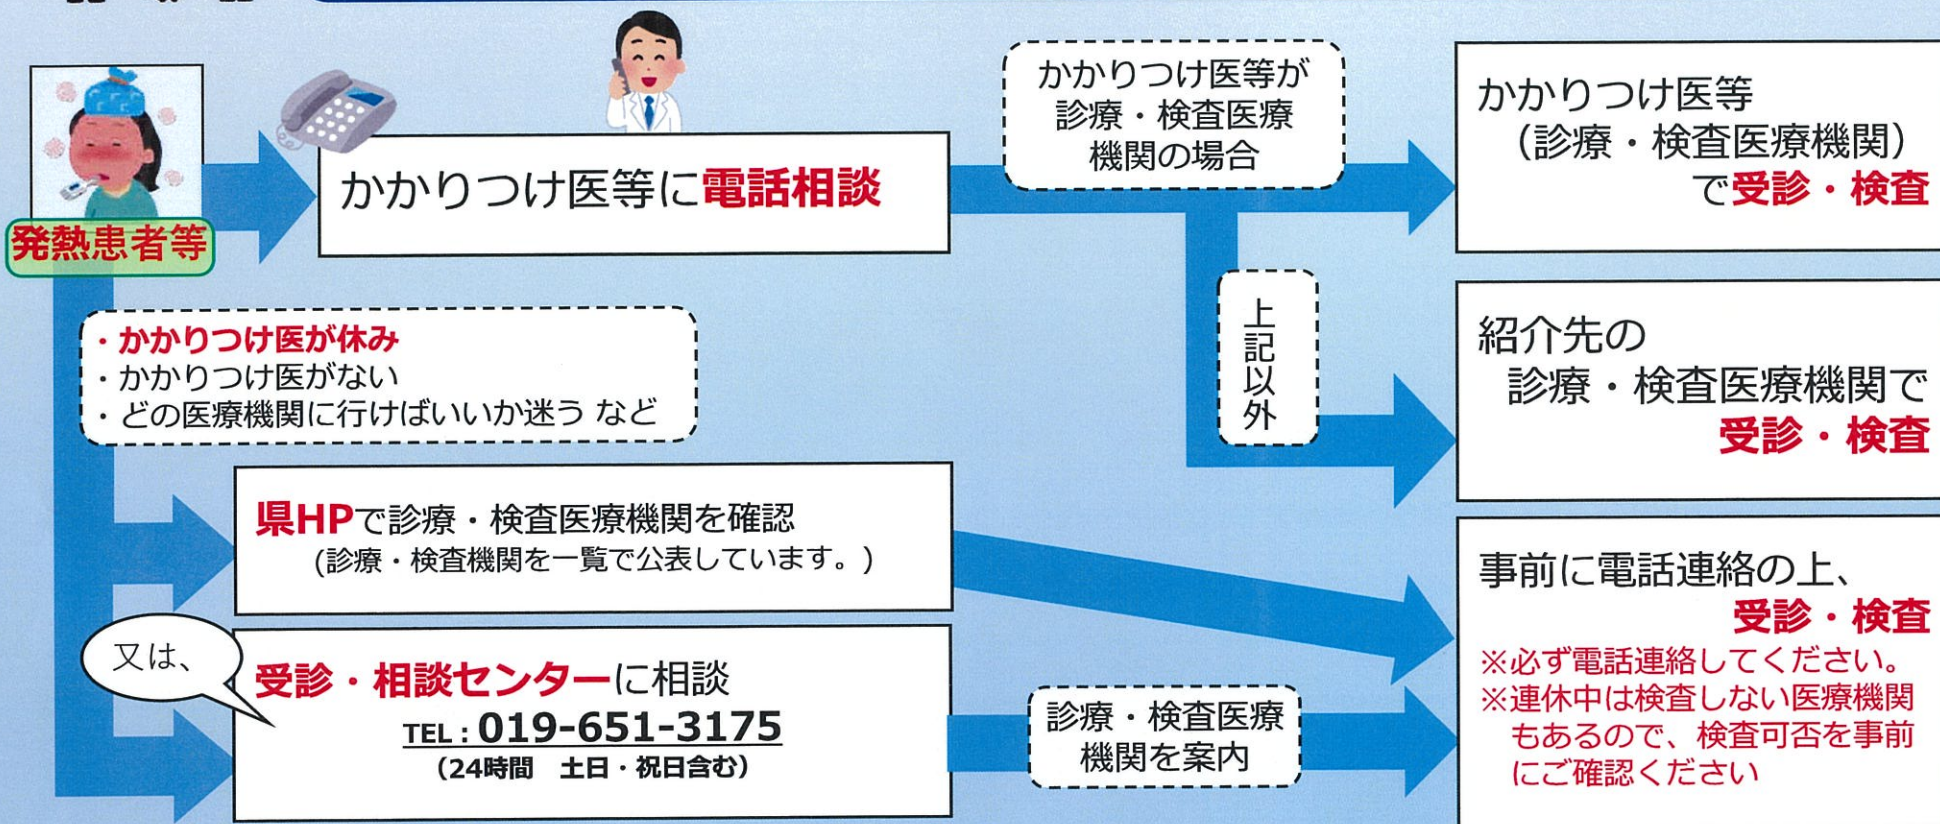 発熱患者等
かかりつけ医等に電話相談
かかりつけ医等が
診療・検査医療
機関の場合
かかりつけ医等
（診療・検査医療機関）
で受診・検査
上記以外
紹介先の
診療・検査医療機関で
受診・検査
・かかりつけ医が休み
・かかりつけ医がない
・どの医療機関に行けばいいか迷う など
県HPで診療・検査医療機関を確認
(診療・検査機関を一覧で公表しています。)
又は、
受診・相談センターに相談
TEL：019-651-3175
（24時間　土日・祝日含む）
診療・検査医療
機関を案内
事前に電話連絡の上、
受診・検査
※必ず電話連絡してください。
※連休中は検査しない医療機関
もあるので、検査可否を事前
にご確認ください